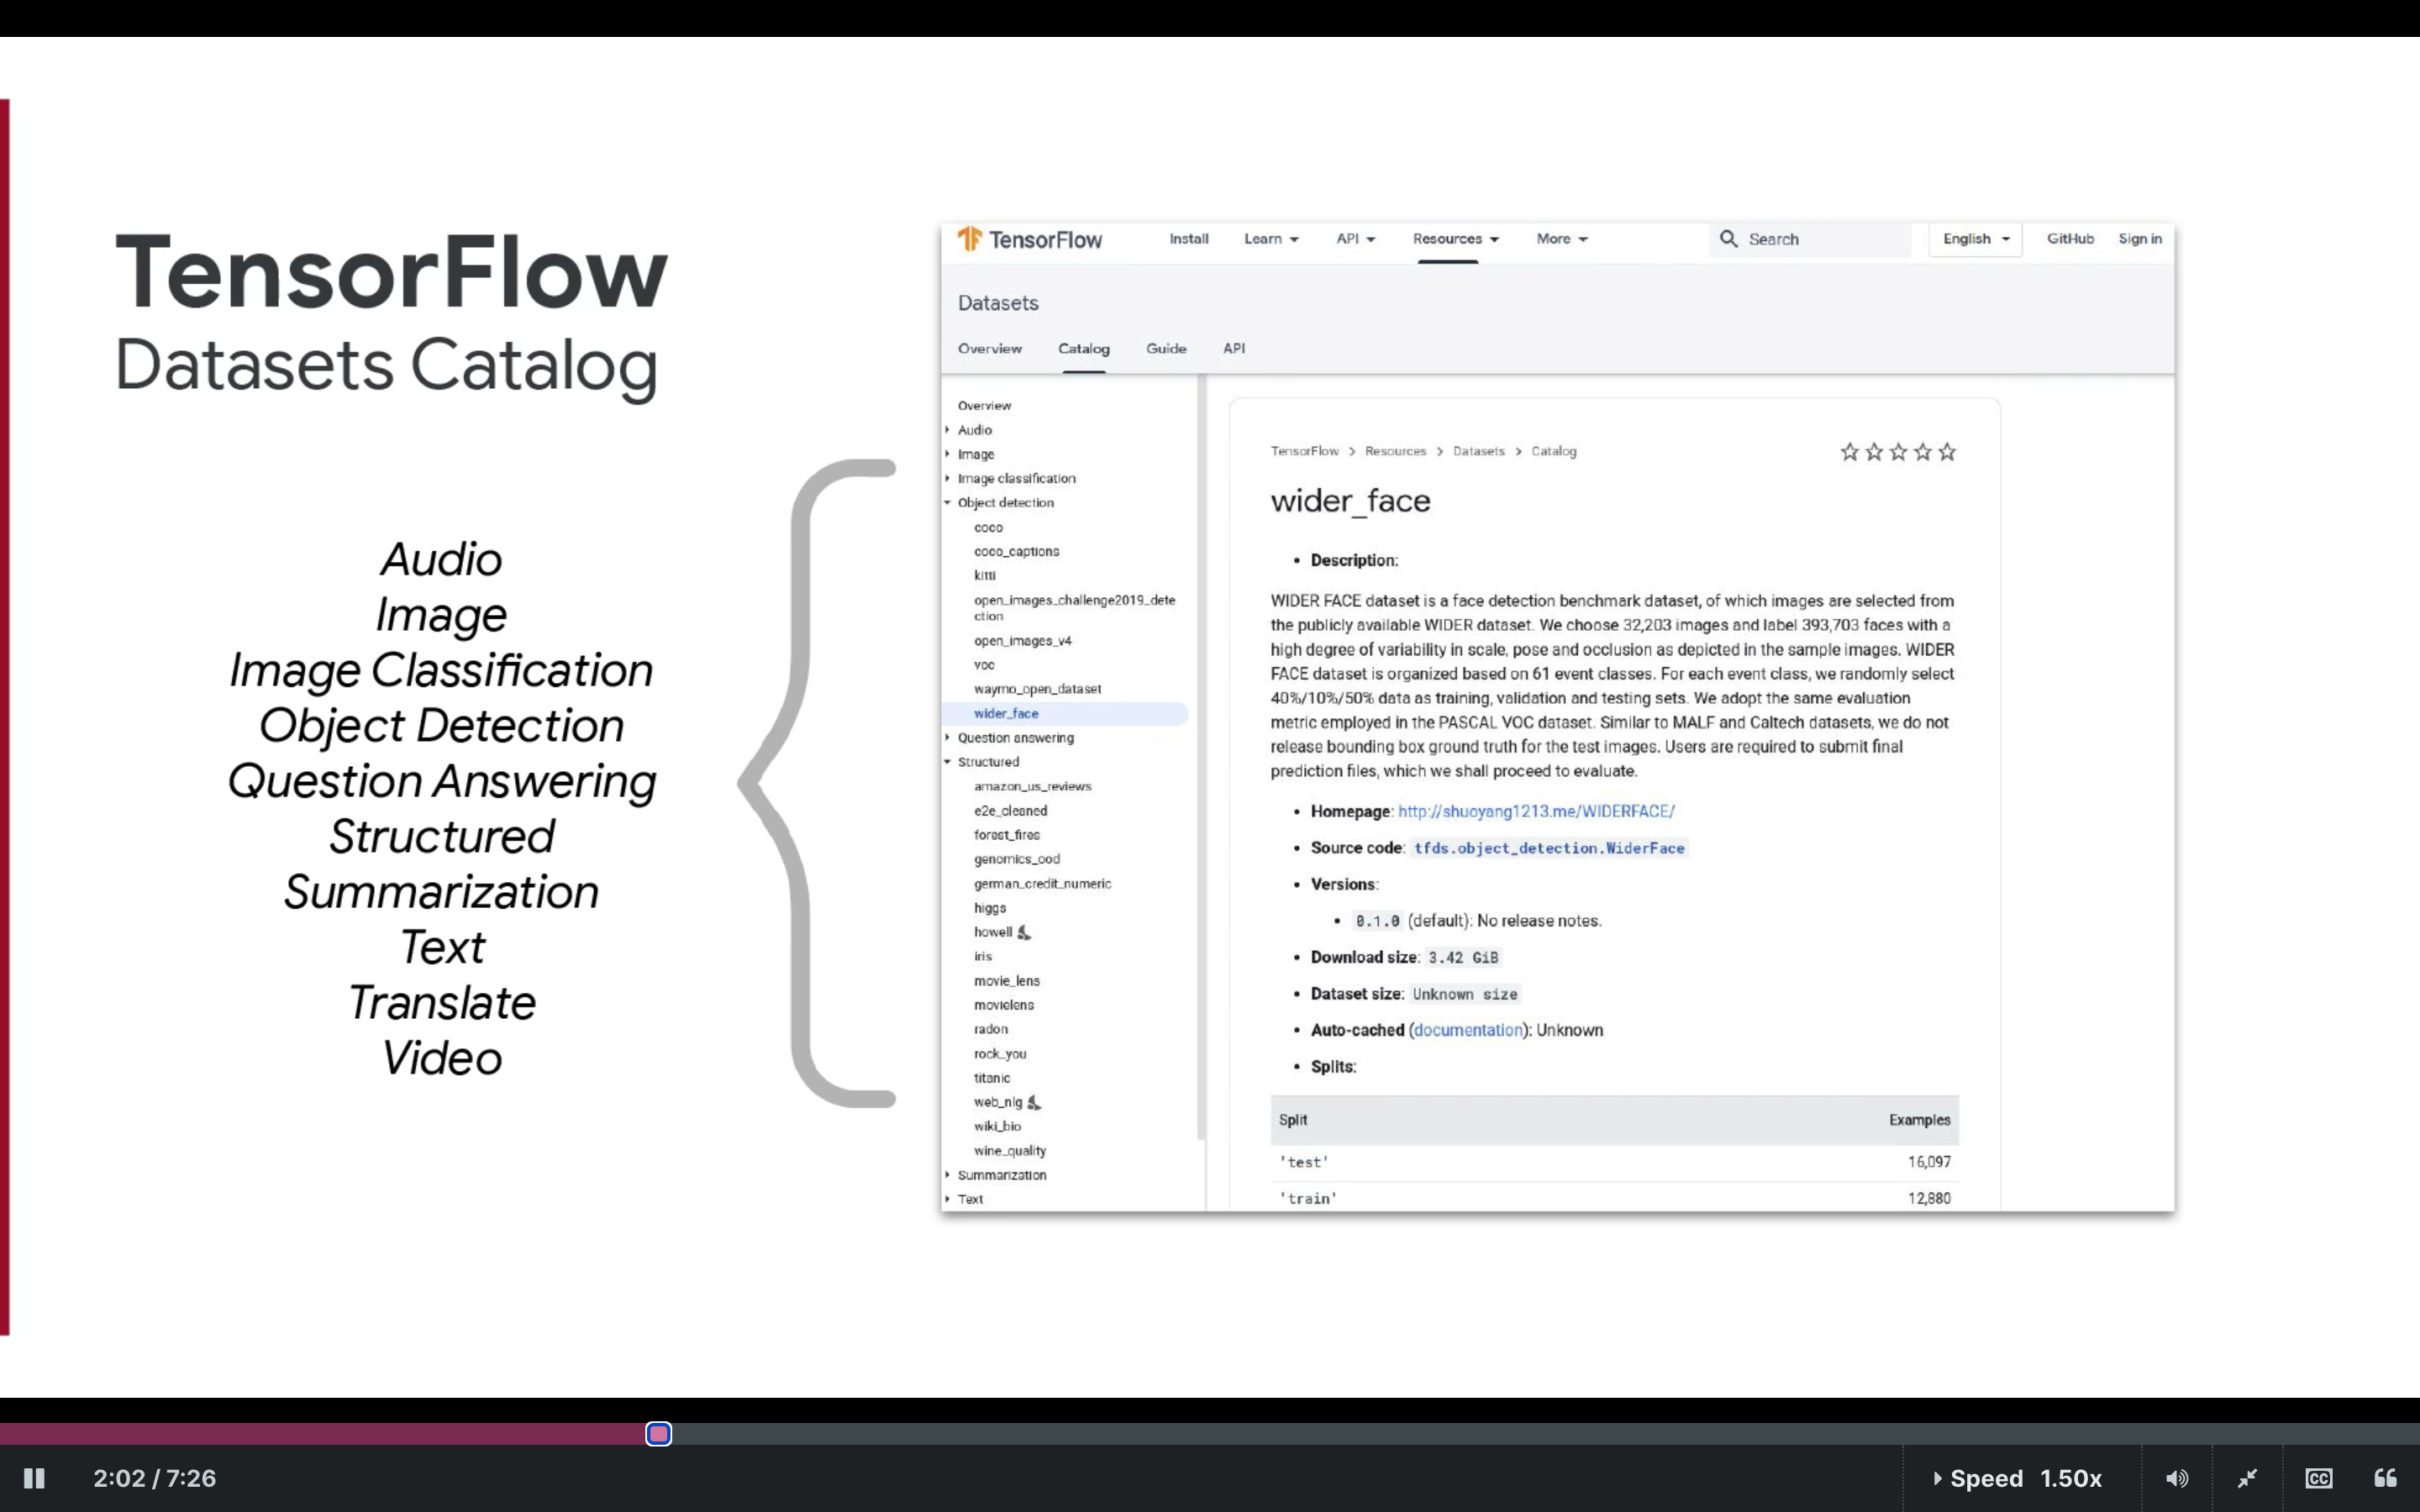 TensorFlow
Datasets Catalog
Audio
Image
Image Classification
Object Detection
Question Answering
Structured
Summarization
Text
Translate
Video
TensorFlow Install Learn API Resources More Search English GitHub Sign in
Datasets
Overview Catalog Guide API
Overview
Audio
Image
Image classification
Object detection
coco
coco_captions
kitti
open_images_challenge2019_dete
ction
open_images_v4
voc
waymo_open_dataset
wider_face
Question answering
Structured
amazon_us_reviews
e2e_cleaned
forest_fires
genomics_ood
german_credit_numeric
higgs
howell
iris
movie_lens
movielens
radon
rock_you
titanic
web_nlg
wiki_bio
wine_quality
Summarization
Text
TensorFlow > Resources > Datasets > Catalog
wider_face
• Description:
WIDER FACE dataset is a face detection benchmark dataset, of which images are selected from
the publicly available WIDER dataset. We choose 32,203 images and label 393,703 faces with a
high degree of variability in scale, pose and occlusion as depicted in the sample images. WIDER
FACE dataset is organized based on 61 event classes. For each event class, we randomly select
40%/10%/50% data as training, validation and testing sets. We adopt the same evaluation
metric employed in the PASCAL VOC dataset. Similar to MALF and Caltech datasets, we do not
release bounding box ground truth for the test images. Users are required to submit final
prediction files, which we shall proceed to evaluate.
• Homepage: http://shuoyang1213.me/WIDERFACE/
• Source code: tfds.object_detection.WiderFace
• Versions:
• 0.1.0 (default): No release notes.
• Download size: 3.42 GiB
• Dataset size: Unknown size
• Auto-cached (documentation): Unknown
• Splits:
Split Examples
'test' 16,097
'train' 12,880
2:02 / 7:26 Speed 1.50x CC